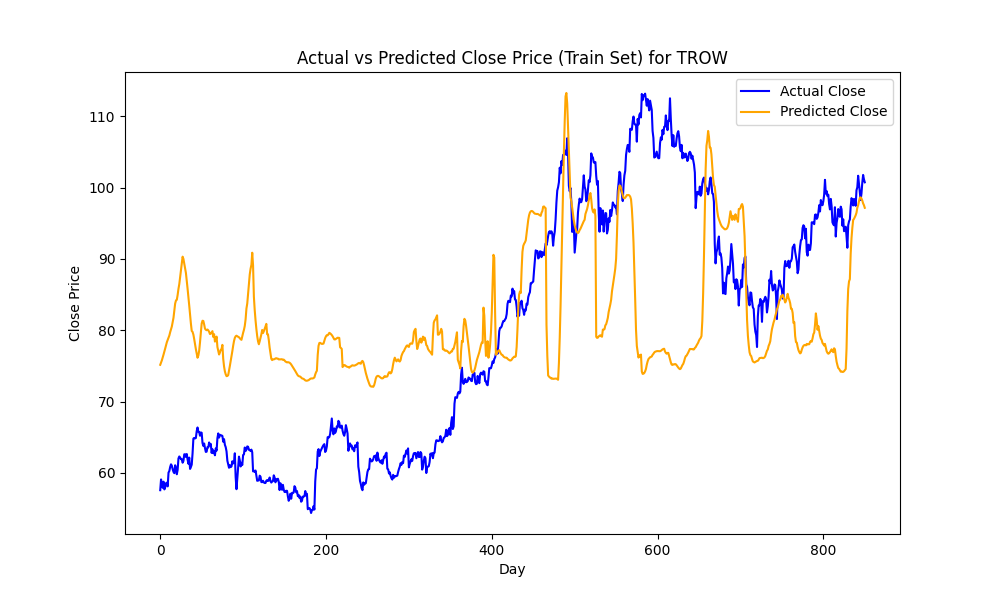 Actual vs Predicted Close Price (Train Set) for TROW
Actual Close
Predicted Close
Close Price
110
100
90
80
70
60
0 200 400 600 800
Day